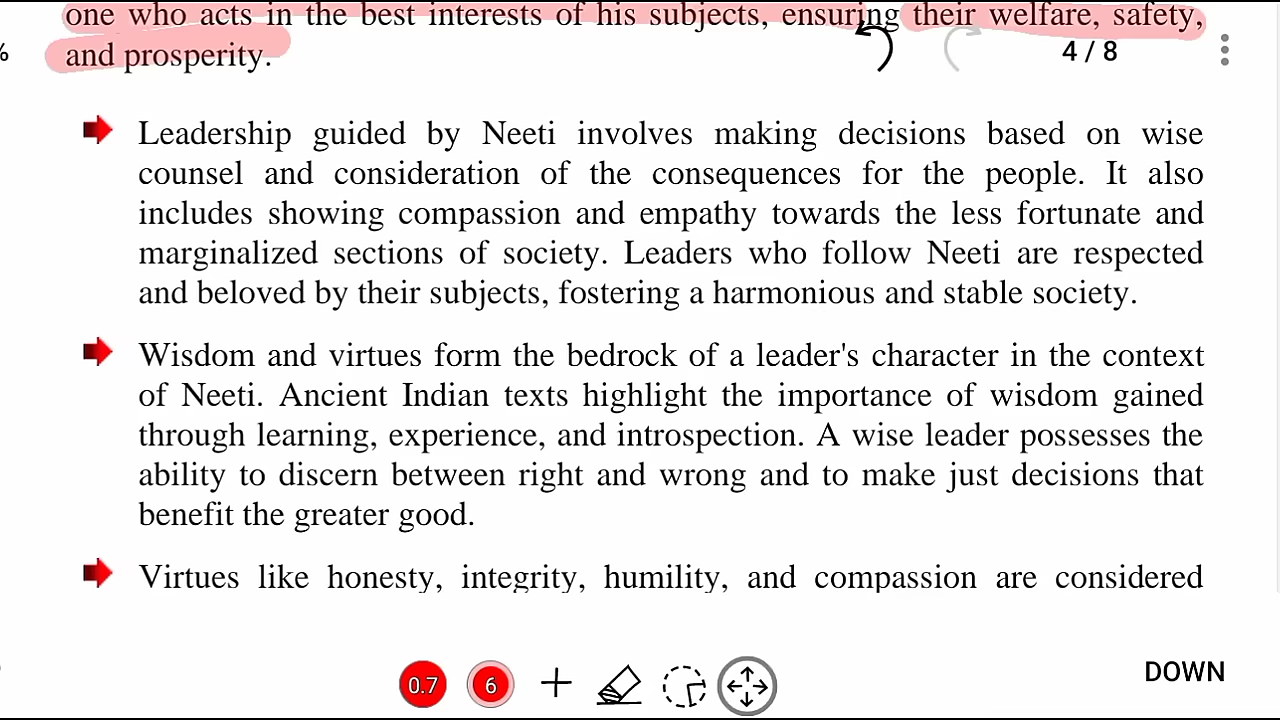 one who acts in the best interests of his subjects, ensuring their welfare, safety,
and prosperity.
%
4 / 8
Leadership guided by Neeti involves making decisions based on wise
counsel and consideration of the consequences for the people. It also
includes showing compassion and empathy towards the less fortunate and
marginalized sections of society. Leaders who follow Neeti are respected
and beloved by their subjects, fostering a harmonious and stable society.
Wisdom and virtues form the bedrock of a leader's character in the context
of Neeti. Ancient Indian texts highlight the importance of wisdom gained
through learning, experience, and introspection. A wise leader possesses the
ability to discern between right and wrong and to make just decisions that
benefit the greater good.
Virtues like honesty, integrity, humility, and compassion are considered
0.7
6
DOWN